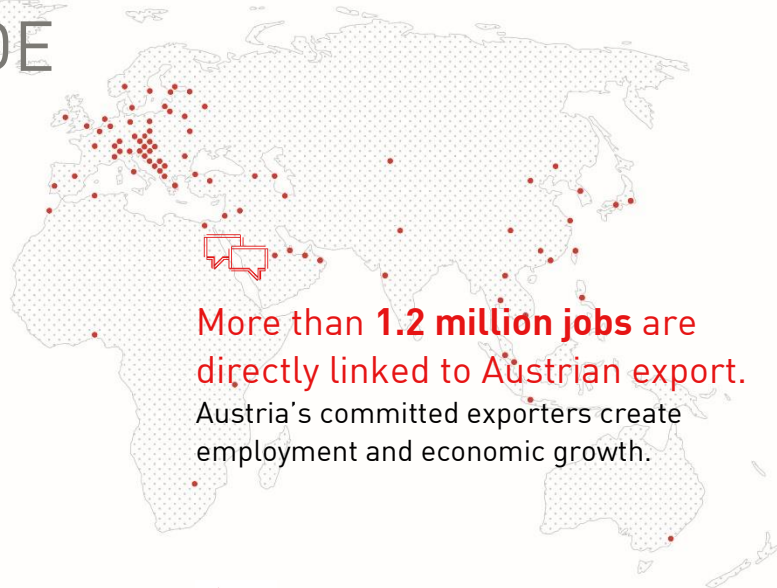 DE
More than 1.2 million jobs are
directly linked to Austrian export.
Austria's committed exporters create
employment and economic growth.